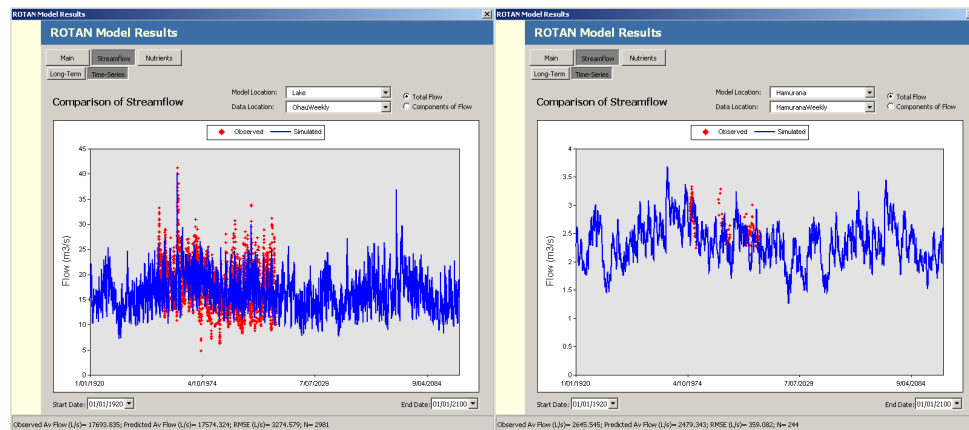 ROTAN Model Results
ROTAN Model Results
Main Streamflow Nutrients
Long-Term Time-Series
Comparison of Streamflow
Model Location: Lake
Data Location: OhauWeekly
Total Flow
Components of Flow
Observed Simulated
Flow (m3/s)
45
40
35
30
25
20
15
10
5
0
1/01/1920 4/10/1974 7/07/2029 9/04/2084
Start Date: 01/01/1920 End Date: 01/01/2100
Observed Av Flow (L/s)= 17693.835; Predicted Av Flow (L/s)= 17574.324; RMSE (L/s)= 3274.579; N= 2981
ROTAN Model Results
ROTAN Model Results
Main Streamflow Nutrients
Long-Term Time-Series
Comparison of Streamflow
Model Location: Hamurana
Data Location: HamuranaWeekly
Total Flow
Components of Flow
Observed Simulated
Flow (m3/s)
4
3.5
3
2.5
2
1.5
1
0.5
0
1/01/1920 4/10/1974 7/07/2029 9/04/2084
Start Date: 01/01/1920 End Date: 01/01/2100
Observed Av Flow (L/s)= 2645.545; Predicted Av Flow (L/s)= 2479.343; RMSE (L/s)= 359.082; N= 244